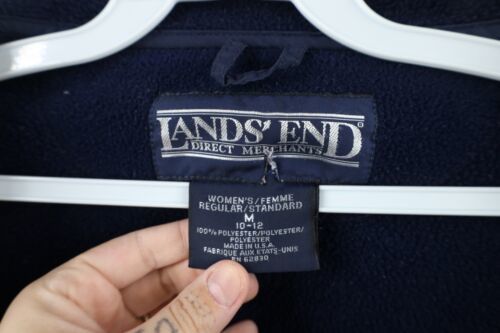 LANDS' END®
DIRECT MERCHANTS
WOMEN'S/FEMME
REGULAR/STANDARD
M
10-12
100% POLYESTER/POLYESTER/
POLYESTER
MADE IN U.S.A.
FABRIQUE AUX ETATS-UNIS
RN 62830